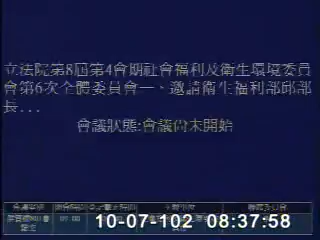 立法院第8屆第4會期社會福利及衛生環境委員
會第6次全體委員會一、邀請衛生福利部邱部
長...
會議狀態:會議尚未開始
10-07-102 08:37:58